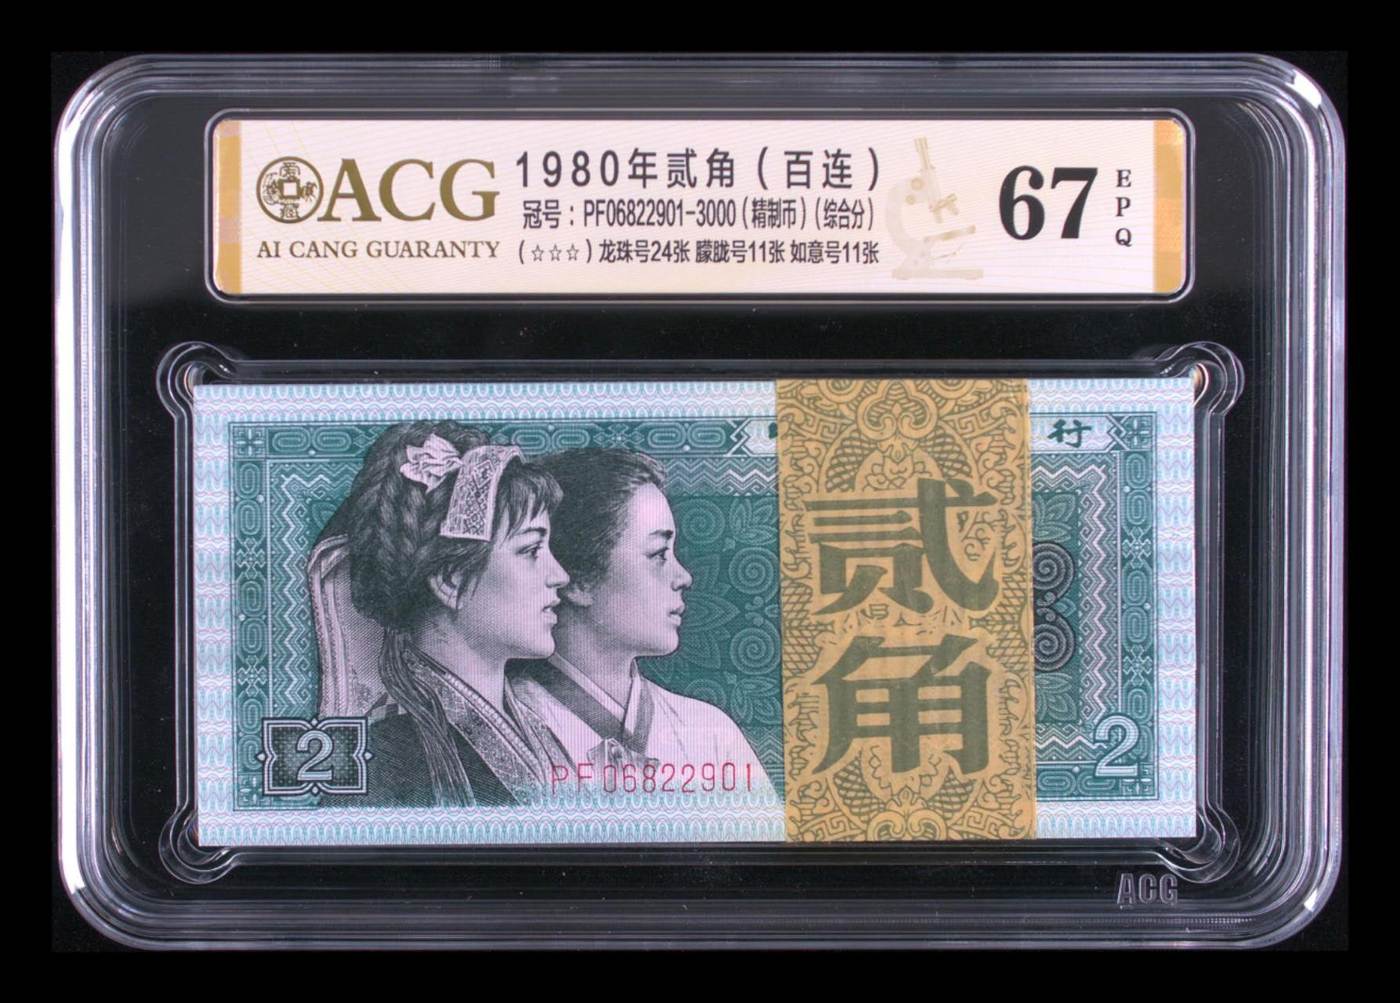 ACG
AI CANG GUARANTY
1980年贰角（百连）
冠号：PF06822901-3000（精制币）（综合分）
（☆☆☆）龙珠号24张 朦胧号11张 如意号11张
67
EPQ
行
贰角
2
PF06822901
2
ACG